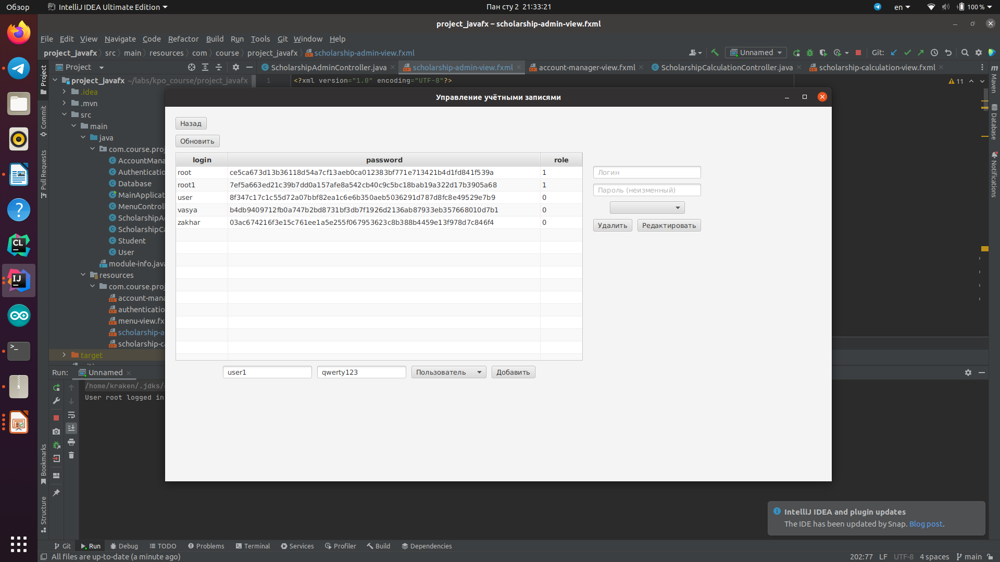 Обзор
IntelliJ IDEA Ultimate Edition
Пан сту 2 21:33:21
en
100 %
project_javafx – scholarship-admin-view.fxml
File Edit View Navigate Code Refactor Build Run Tools Git Window Help
project_javafx src main resources com course project_javafx scholarship-admin-view.fxml
Unnamed
Git:
Project
ScholarshipAdminController.java
scholarship-admin-view.fxml
account-manager-view.fxml
ScholarshipCalculationController.java
scholarship-calculation-view.fxml
project_javafx ~/labs/kpo_course/project_javafx
1 <?xml version="1.0" encoding="UTF-8"?>
11
.idea
.mvn
src
main
java
com.course.proj
AccountMana
Authenticatio
Database
MainApplicat
MenuControll
ScholarshipA
ScholarshipCa
Student
User
module-info.java
resources
com.course.proj
account-mana
authenticatio
menu-view.fx
scholarship-a
scholarship-ca
target
Project
Commit
Pull Requests
Bookmarks
Structure
Maven
Database
Notifications
Управление учётными записями
Назад
Обновить
login password role
root ce5ca673d13b36118d54a7cf13aeb0ca012383bf771e713421b4d1fd841f539a 1
root1 7ef5a663ed21c39b7dd0a157afe8a542cb40c9c5bc18bab19a322d17b3905a68 1
user 8f347c17c1c55d72a07bbf82ea1c6e6b350aeb5036291d787d8fc8e49529e7b9 0
vasya b4db9409712fb0a747b2bd8731bf3db7f1926d2136ab87933eb357668010d7b1 0
zakhar 03ac674216f3e15c761ee1a5e255f067953623c8b388b4459e13f978d7c846f4 0
Логин
Пароль (неизменный)
Удалить Редактировать
user1 qwerty123 Пользователь Добавить
Run: Unnamed
/home/kraken/.jdks/
User root logged in
IntelliJ IDEA and plugin updates
The IDE has been updated by Snap. Blog post.
Git Run Debug TODO Problems Terminal Services Profiler Build Dependencies
All files are up-to-date (a minute ago)
202:77 LF UTF-8 4 spaces main